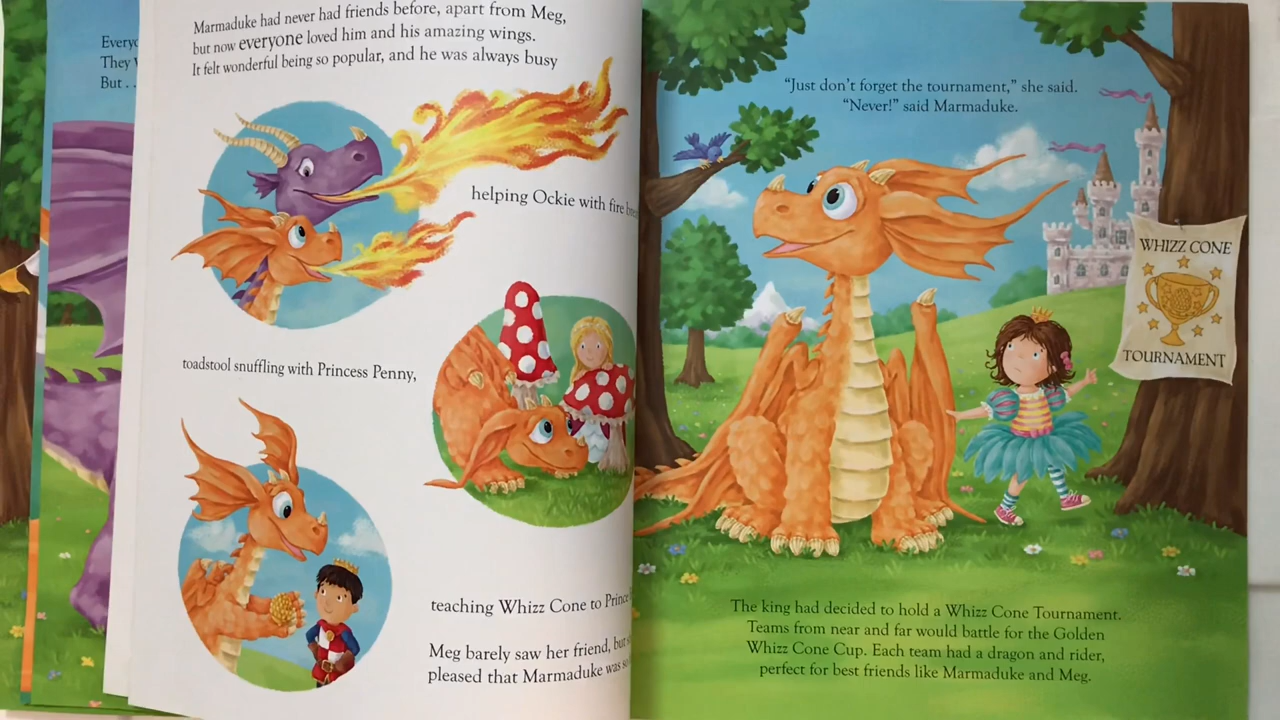 Marmaduke had never had friends before, apart from Meg,
but now everyone loved him and his amazing wings.
It felt wonderful being so popular, and he was always busy
helping Ockie with fire
toadstool snuffling with Princess Penny,
teaching Whizz Cone to Prince
Meg barely saw her friend, but
pleased that Marmaduke was
They
But . .
"Just don't forget the tournament," she said.
"Never!" said Marmaduke.
WHIZZ CONE
TOURNAMENT
The king had decided to hold a Whizz Cone Tournament.
Teams from near and far would battle for the Golden
Whizz Cone Cup. Each team had a dragon and rider,
perfect for best friends like Marmaduke and Meg.